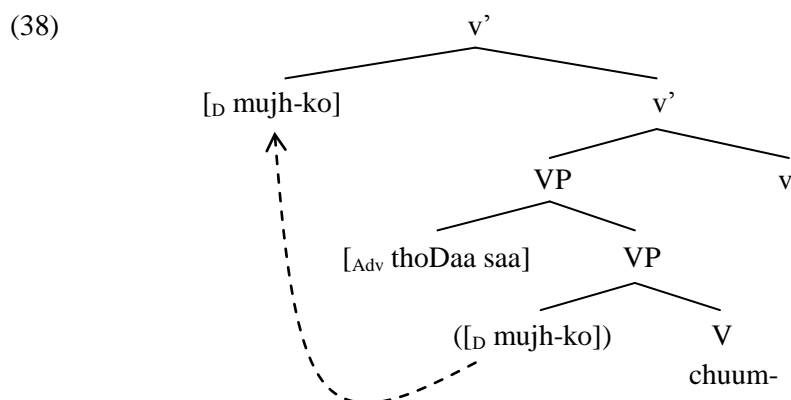 (38) v’
[D mujh-ko] v’
VP v
[Adv thoDaa saa] VP
([D mujh-ko]) V
chuum-